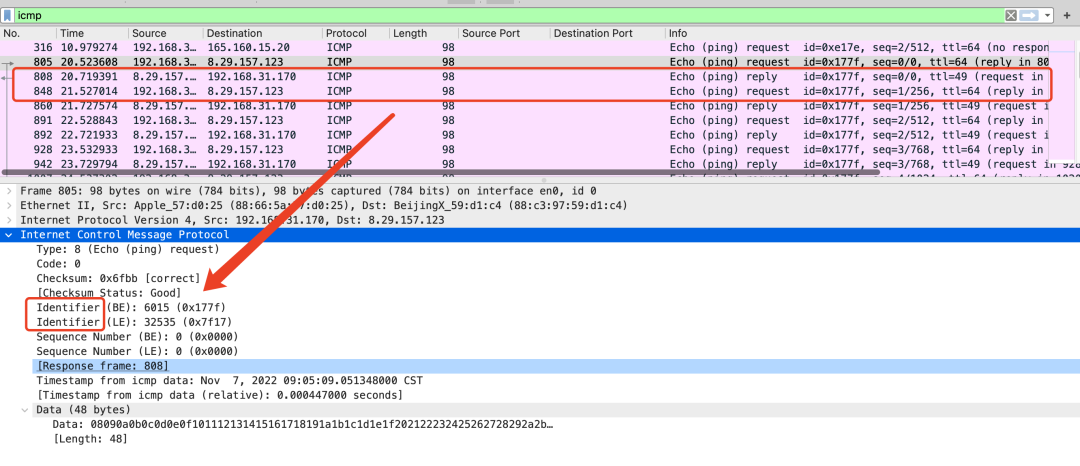 icmp
No. Time Source Destination Protocol Length Source Port Destination Port Info
316 10.979274 192.168.3… 165.160.15.20 ICMP 98 Echo (ping) request id=0xe17e, seq=2/512, ttl=64 (no respon
805 20.523608 192.168.3… 8.29.157.123 ICMP 98 Echo (ping) request id=0x177f, seq=0/0, ttl=64 (reply in 80
808 20.719391 8.29.157.… 192.168.31.170 ICMP 98 Echo (ping) reply id=0x177f, seq=0/0, ttl=49 (request in
848 21.527014 192.168.3… 8.29.157.123 ICMP 98 Echo (ping) request id=0x177f, seq=1/256, ttl=64 (reply in
860 21.727574 8.29.157.… 192.168.31.170 ICMP 98 Echo (ping) reply id=0x177f, seq=1/256, ttl=49 (request i
891 22.528843 192.168.3… 8.29.157.123 ICMP 98 Echo (ping) request id=0x177f, seq=2/512, ttl=64 (reply in
892 22.721933 8.29.157.… 192.168.31.170 ICMP 98 Echo (ping) reply id=0x177f, seq=2/512, ttl=49 (request i
928 23.532933 192.168.3… 8.29.157.123 ICMP 98 Echo (ping) request id=0x177f, seq=3/768, ttl=64 (reply in
942 23.729794 8.29.157.… 192.168.31.170 ICMP 98 Echo (ping) reply id=0x177f, seq=3/768, ttl=49 (request in 928
Frame 805: 98 bytes on wire (784 bits), 98 bytes captured (784 bits) on interface en0, id 0
Ethernet II, Src: Apple_57:d0:25 (88:66:5a:57:d0:25), Dst: BeijingX_59:d1:c4 (88:c3:97:59:d1:c4)
Internet Protocol Version 4, Src: 192.168.31.170, Dst: 8.29.157.123
Internet Control Message Protocol
Type: 8 (Echo (ping) request)
Code: 0
Checksum: 0x6fbb [correct]
[Checksum Status: Good]
Identifier (BE): 6015 (0x177f)
Identifier (LE): 32535 (0x7f17)
Sequence Number (BE): 0 (0x0000)
Sequence Number (LE): 0 (0x0000)
[Response frame: 808]
Timestamp from icmp data: Nov 7, 2022 09:05:09.051348000 CST
[Timestamp from icmp data (relative): 0.000447000 seconds]
Data (48 bytes)
Data: 08090a0b0c0d0e0f101112131415161718191a1b1c1d1e1f202122232425262728292a2b…
[Length: 48]